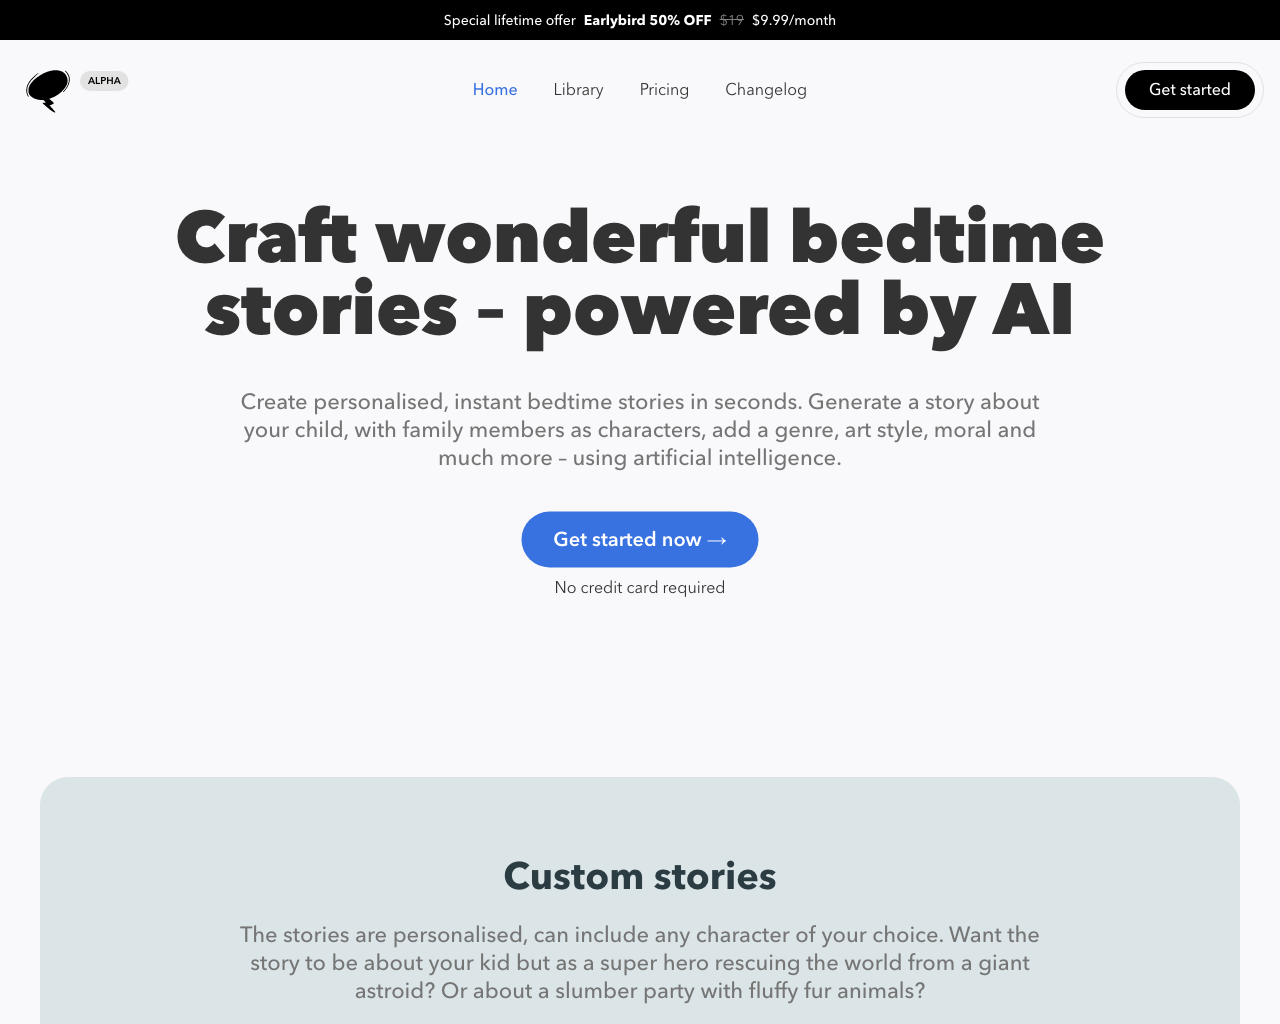 Special lifetime offer Earlybird 50% OFF $19 $9.99/month
ALPHA
Home Library Pricing Changelog
Get started
Craft wonderful bedtime
stories – powered by AI
Create personalised, instant bedtime stories in seconds. Generate a story about
your child, with family members as characters, add a genre, art style, moral and
much more – using artificial intelligence.
Get started now →
No credit card required
Custom stories
The stories are personalised, can include any character of your choice. Want the
story to be about your kid but as a super hero rescuing the world from a giant
astroid? Or about a slumber party with fluffy fur animals?